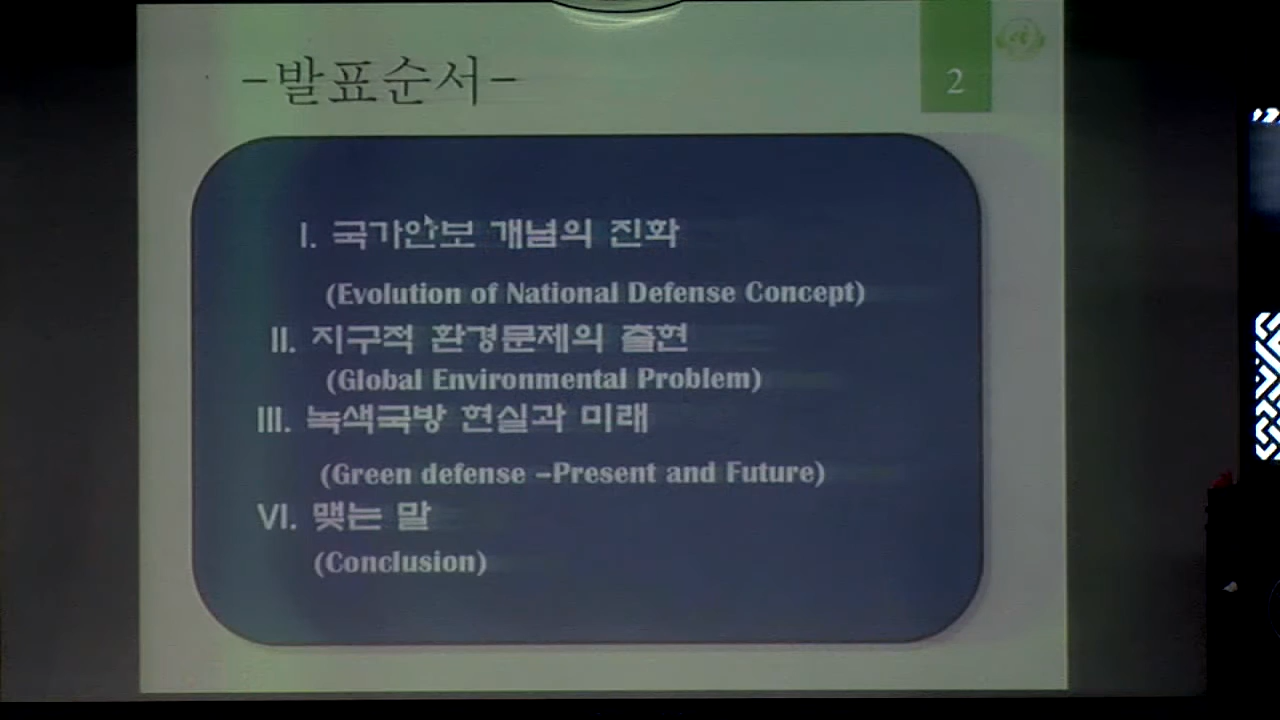 -발표순서-
2
I. 국가안보 개념의 진화
(Evolution of National Defense Concept)
II. 지구적 환경문제의 출현
(Global Environmental Problem)
III. 녹색국방 현실과 미래
(Green defense –Present and Future)
VI. 맺는 말
(Conclusion)